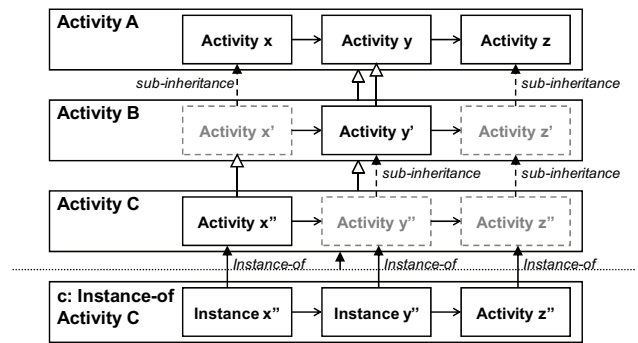 Activity A
Activity x
Activity y
Activity z
sub-inheritance
sub-inheritance
Activity B
Activity x'
Activity y'
Activity z'
sub-inheritance
sub-inheritance
Activity C
Activity x"
Activity y"
Activity z"
Instance-of
Instance-of
Instance-of
c: Instance-of
Activity C
Instance x"
Instance y"
Activity z"